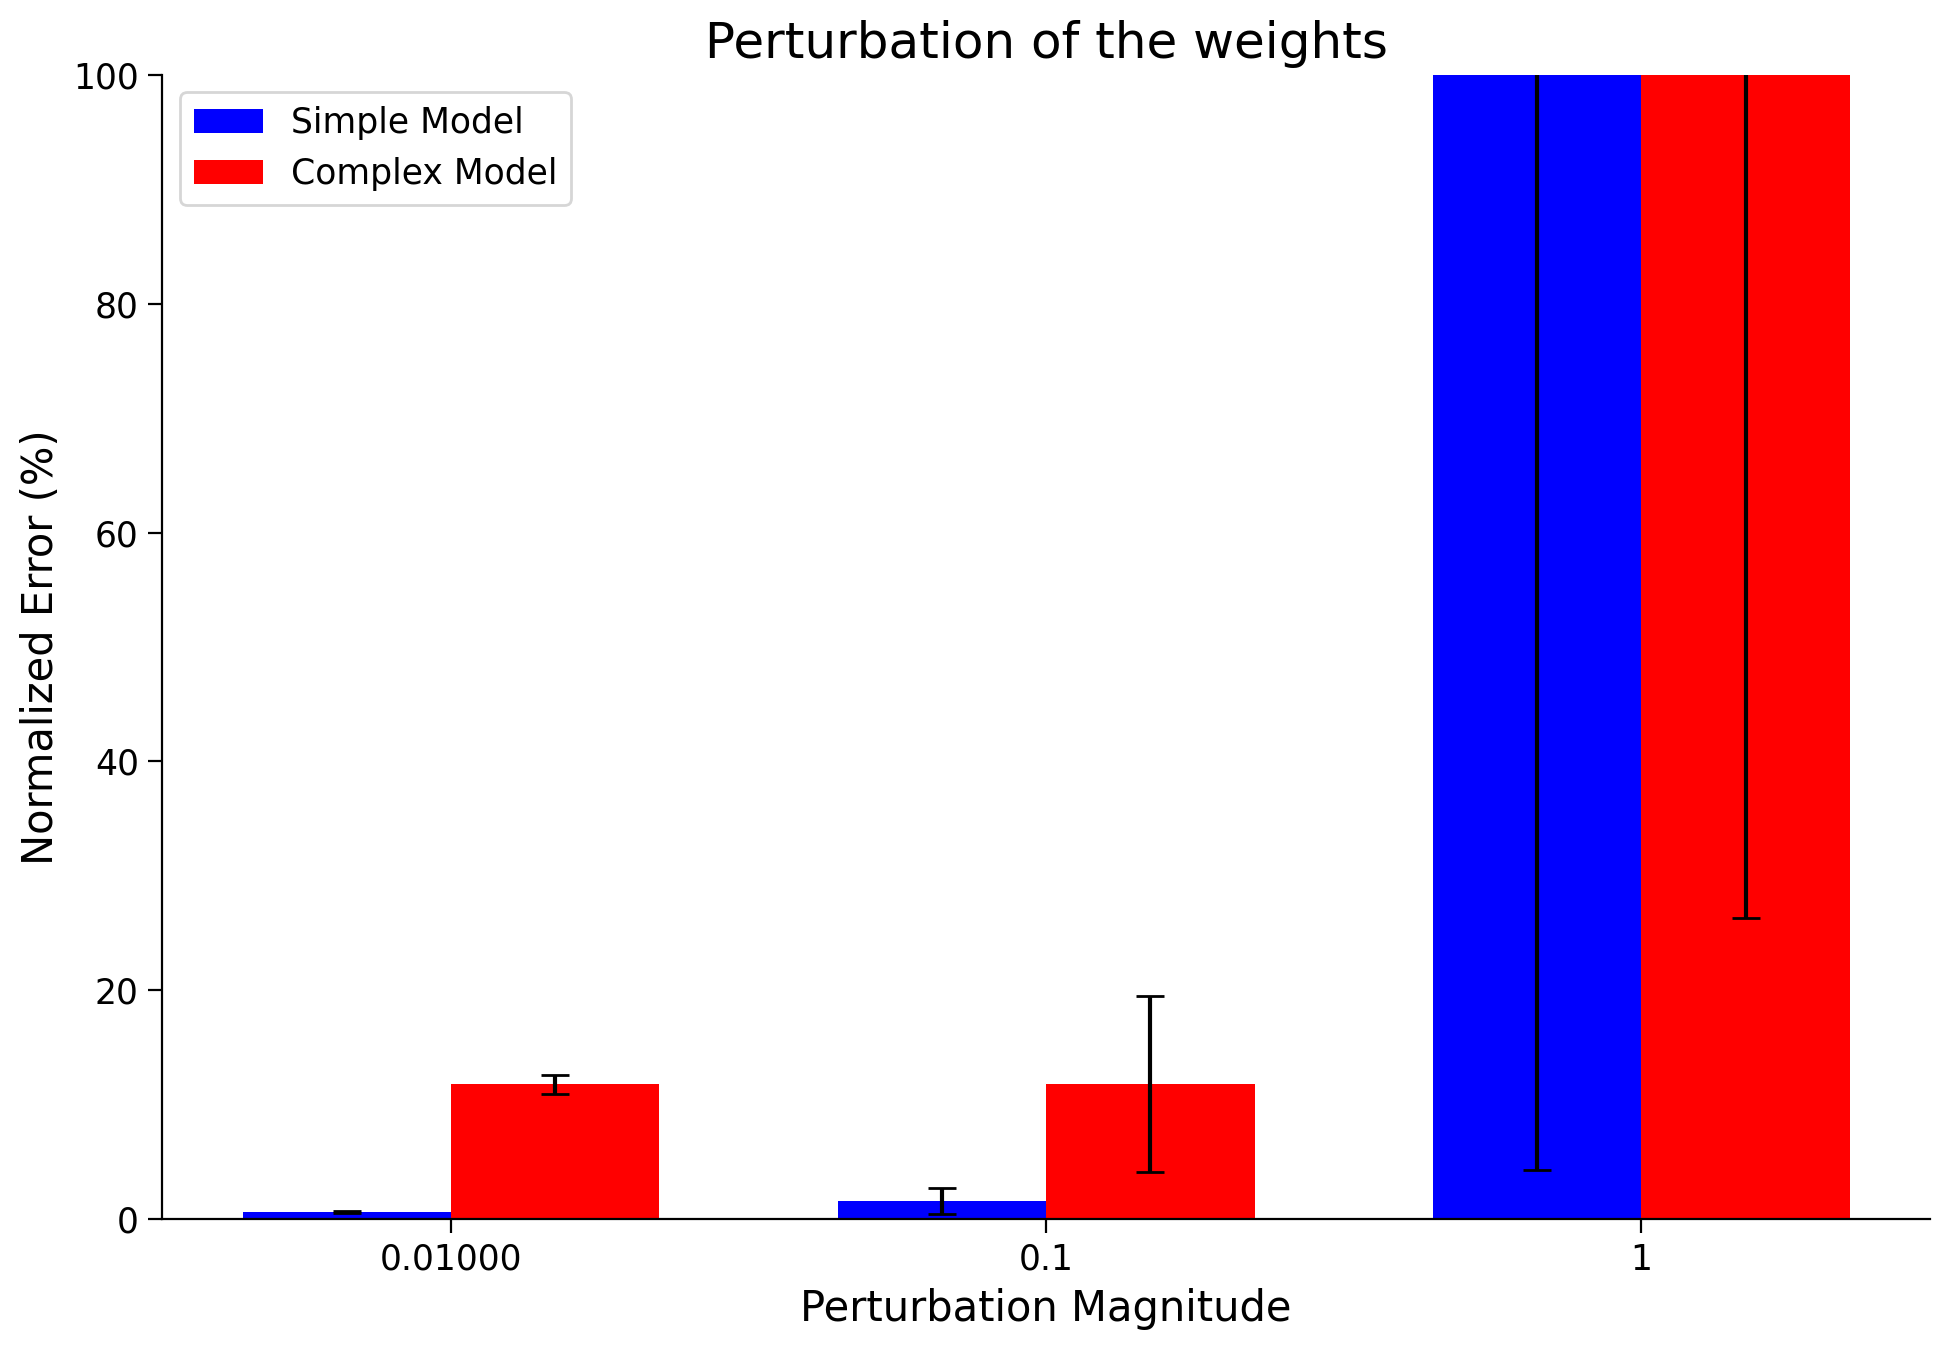 Perturbation of the weights
Simple Model
Complex Model
100
80
60
40
20
0
Normalized Error (%)
0.01000
0.1
1
Perturbation Magnitude